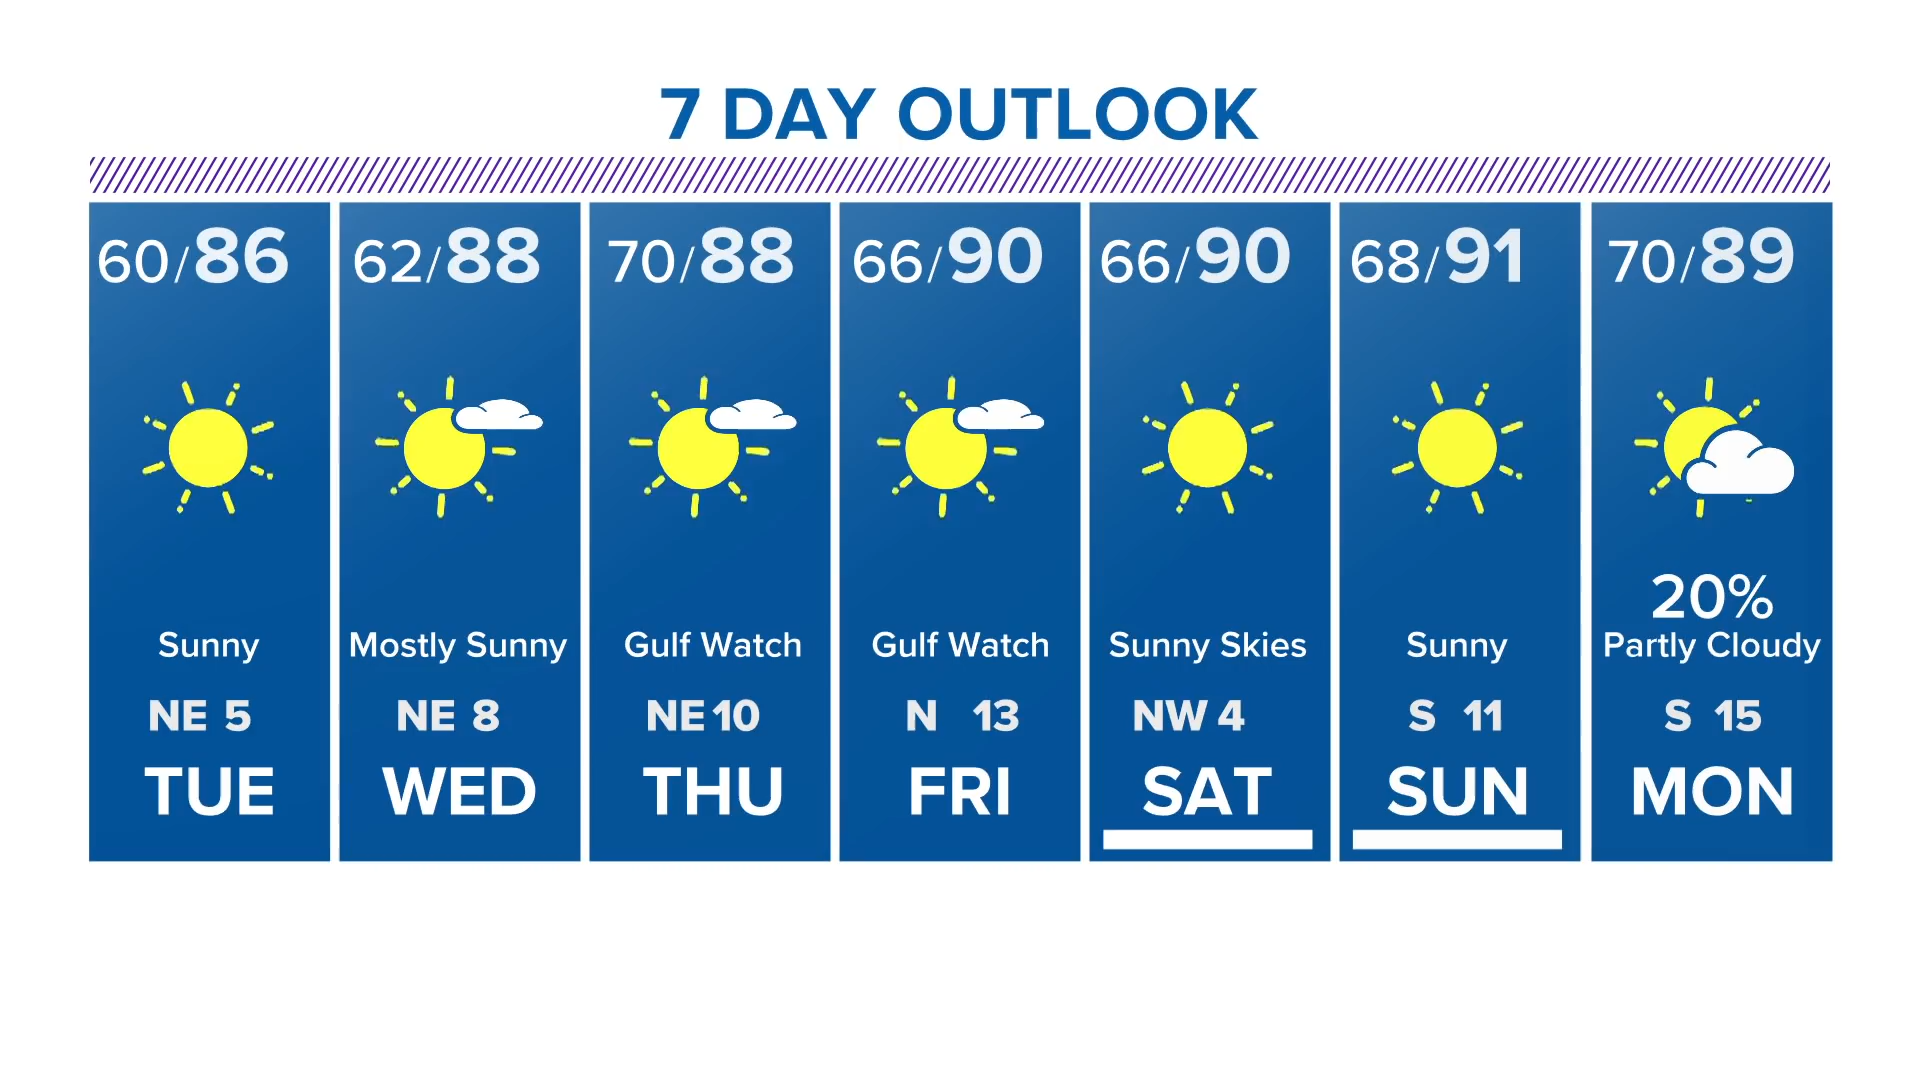 7 DAY OUTLOOK
60/86
Sunny
NE 5
TUE
62/88
Mostly Sunny
NE 8
WED
70/88
Gulf Watch
NE 10
THU
66/90
Gulf Watch
N 13
FRI
66/90
Sunny Skies
NW 4
SAT
68/91
Sunny
S 11
SUN
70/89
20%
Partly Cloudy
S 15
MON